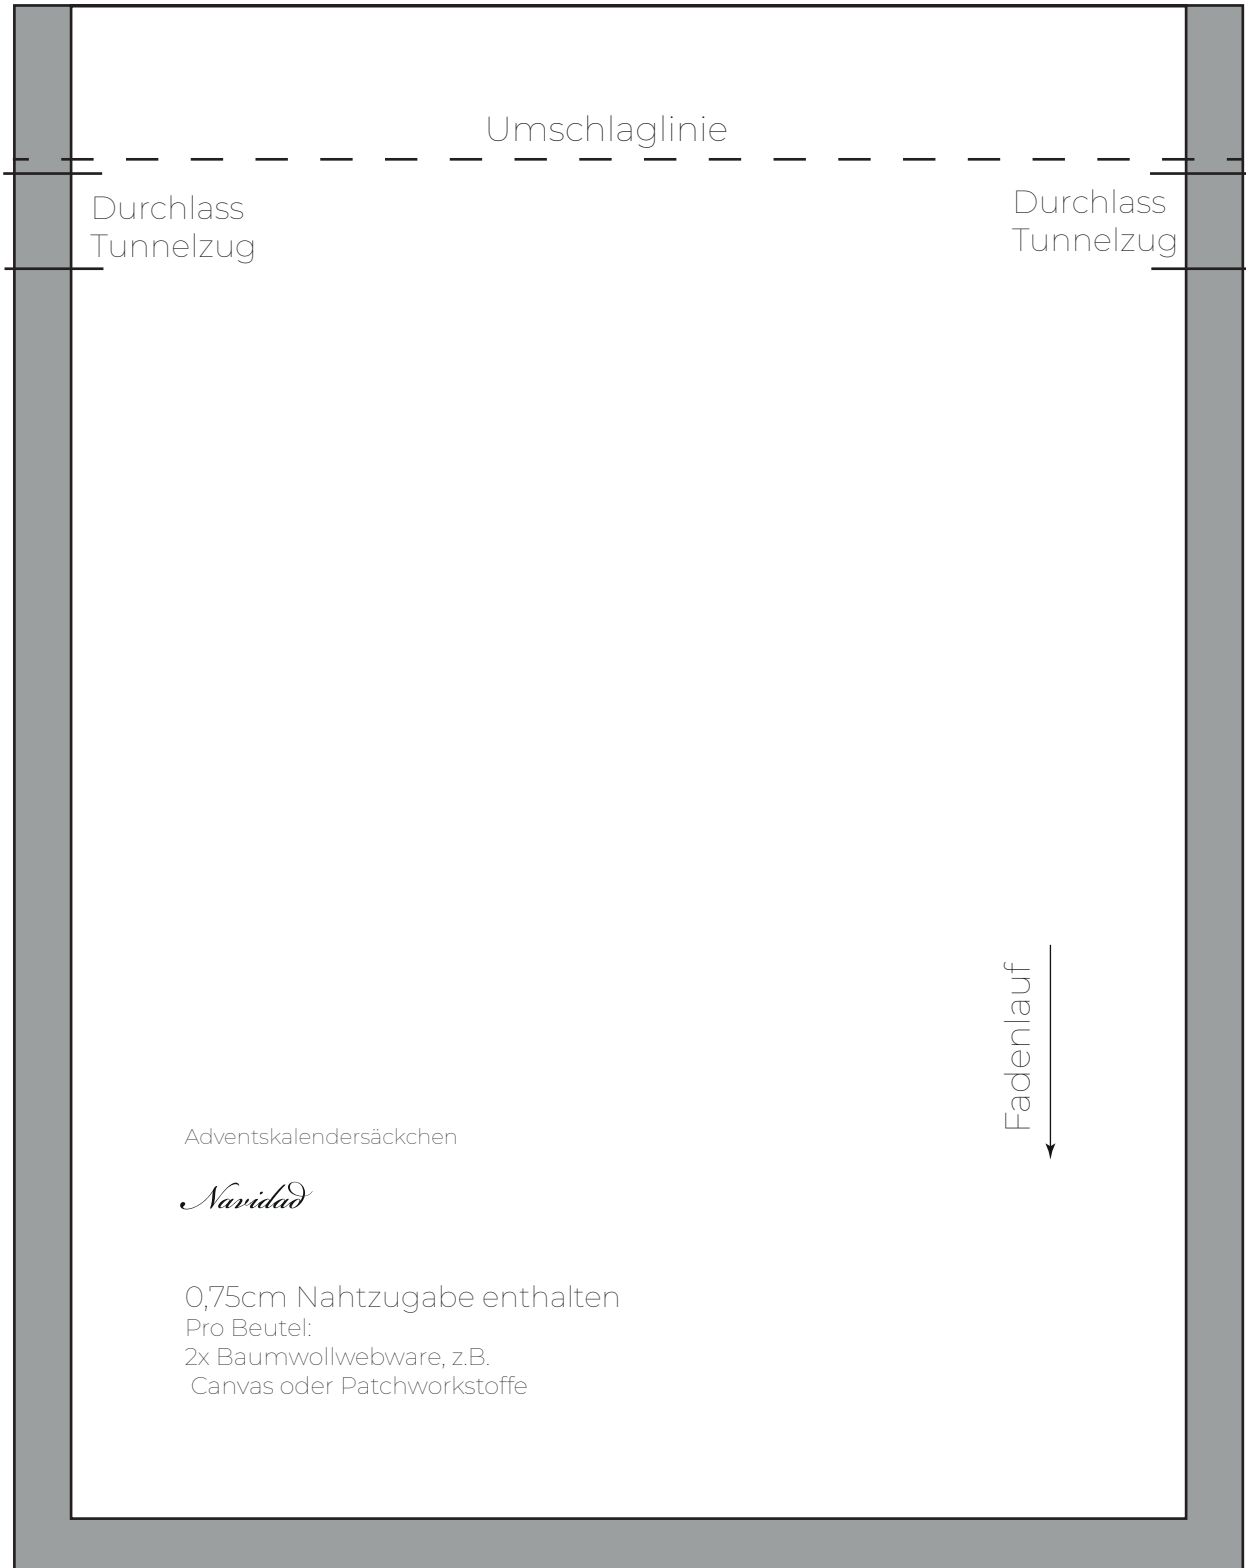 Umschlaglinie
Durchlass
Tunnelzug
Durchlass
Tunnelzug
Fadenlauf
Adventskalendersäckchen
Navidad
0,75cm Nahtzugabe enthalten
Pro Beutel:
2x Baumwollwebware, z.B.
Canvas oder Patchworkstoffe